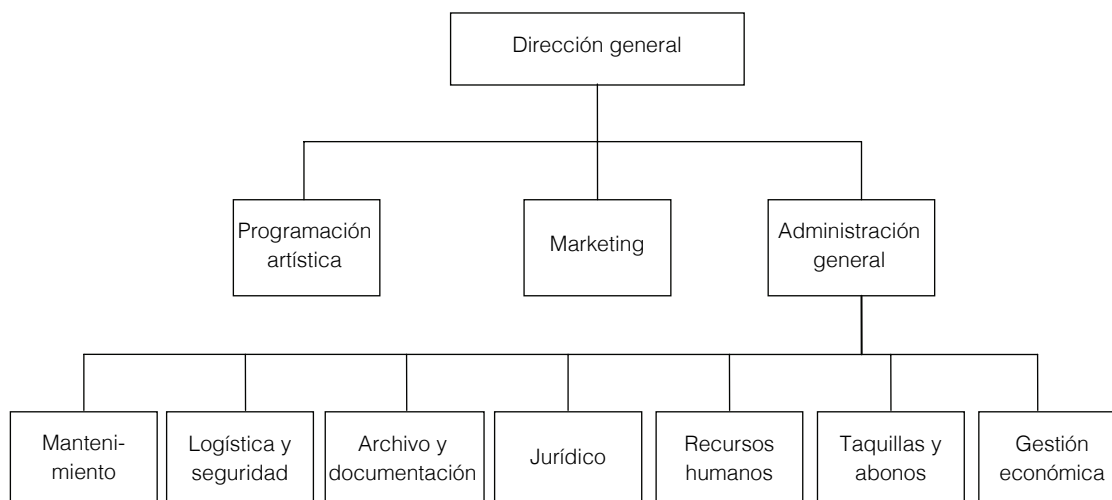 Dirección general
Programación
artística
Marketing
Administración
general
Manteni-
miento
Logística y
seguridad
Archivo y
documentación
Jurídico
Recursos
humanos
Taquillas y
abonos
Gestión
económica